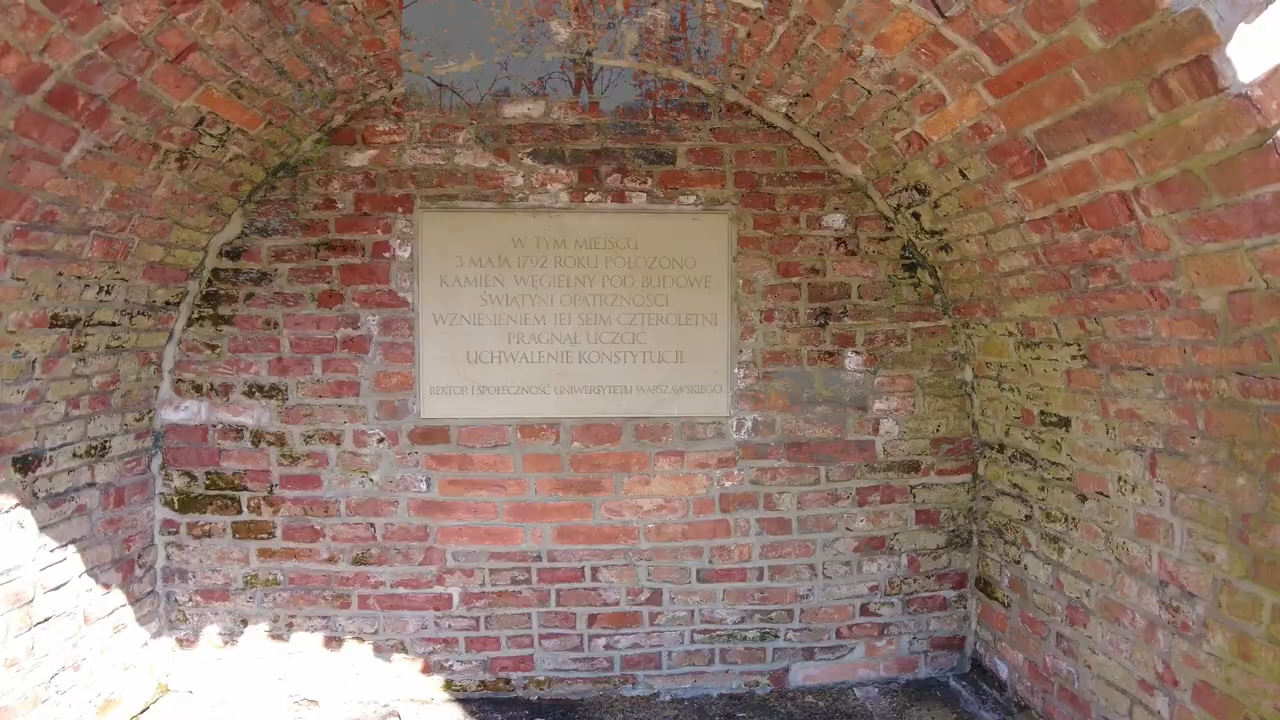 W TYM MIEJSCU
3 MAJA 1792 ROKU POŁOŻONO
KAMIEŃ WĘGIELNY POD BUDOWĘ
ŚWIĄTYNI OPATRZNOŚCI
WZNIESIENIEM JEJ SEJM CZTEROLETNI
PRAGNĄŁ UCZCIĆ
UCHWALENIE KONSTYTUCJI.
REKTOR I SPOŁECZNOŚĆ UNIWERSYTETU WARSZAWSKIEGO